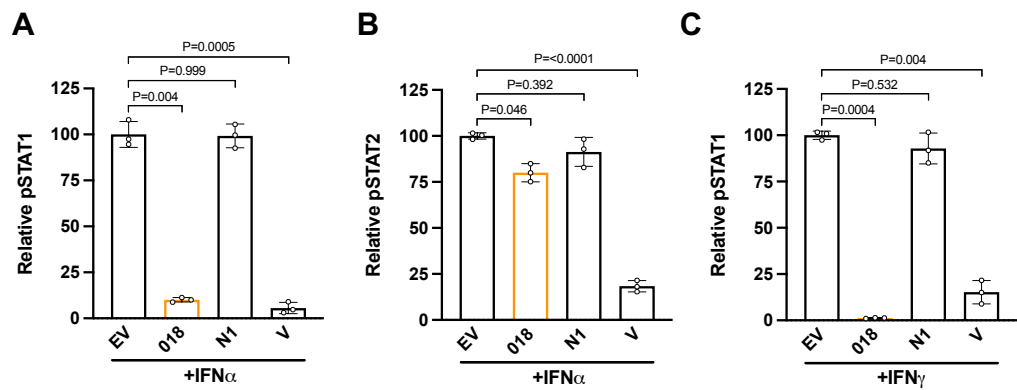 A
P=0.0005
P=0.999
P=0.004
Relative pSTAT1
125
100
75
50
25
0
EV
018
N1
V
+IFNα
B
P=<0.0001
P=0.392
P=0.046
Relative pSTAT2
125
100
75
50
25
0
EV
018
N1
V
+IFNα
C
P=0.004
P=0.532
P=0.0004
Relative pSTAT1
125
100
75
50
25
0
EV
018
N1
V
+IFNγ